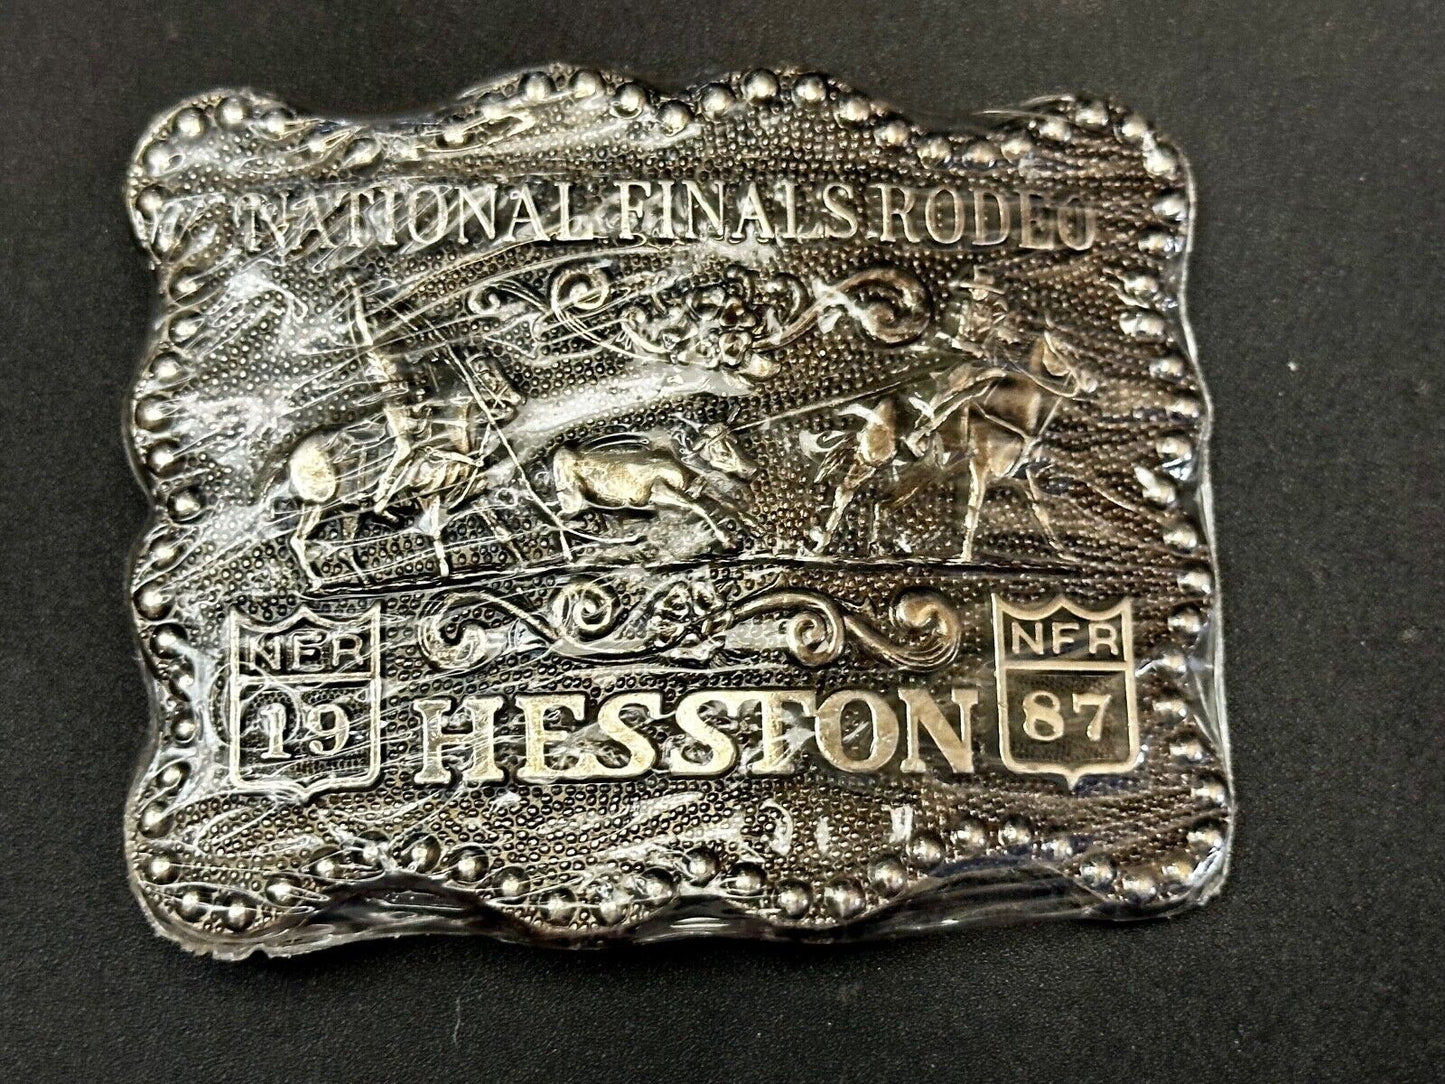 NATIONAL FINALS RODEO
NFR
19
HESSTON
NFR
87